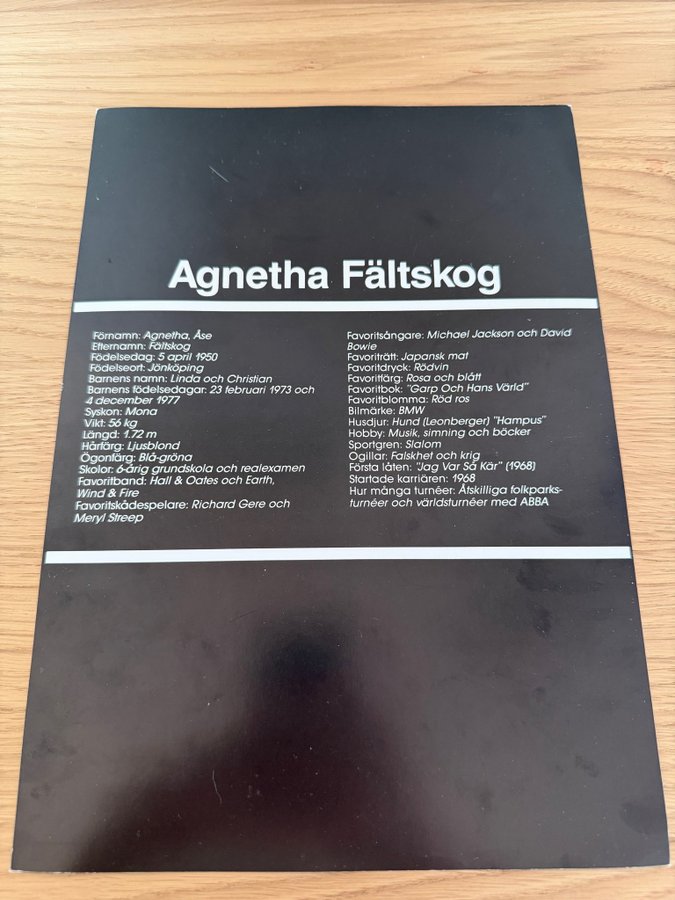 Agnetha Fältskog
Förnamn: Agnetha, Åse
Efternamn: Fältskog
Födelsedag: 5 april 1950
Födelseort: Jönköping
Barnens namn: Linda och Christian
Barnens födelsedagar: 23 februari 1973 och
4 december 1977
Syskon: Mona
Vikt: 56 kg
Längd: 1.72 m
Hårfärg: Ljusblond
Ögonfärg: Blå-gröna
Skolor: 6-årig grundskola och realexamen
Favoritband: Hall & Oates och Earth,
Wind & Fire
Favoritskådespelare: Richard Gere och
Meryl Streep
Favoritsångare: Michael Jackson och David
Bowie
Favoriträtt: Japansk mat
Favoritdryck: Rödvin
Favoritfärg: Rosa och blått
Favoritbok: "Garp Och Hans Värld"
Favoritblomma: Röd ros
Bilmärke: BMW
Husdjur: Hund (Leonberger) "Hampus"
Hobby: Musik, simning och böcker
Sportgren: Slalom
Ogillar: Falskhet och krig
Första låten: "Jag Var Så Kär" (1968)
Startade karriären: 1968
Hur många turnéer: Åtskilliga folkparks-
turnéer och världsturnéer med ABBA